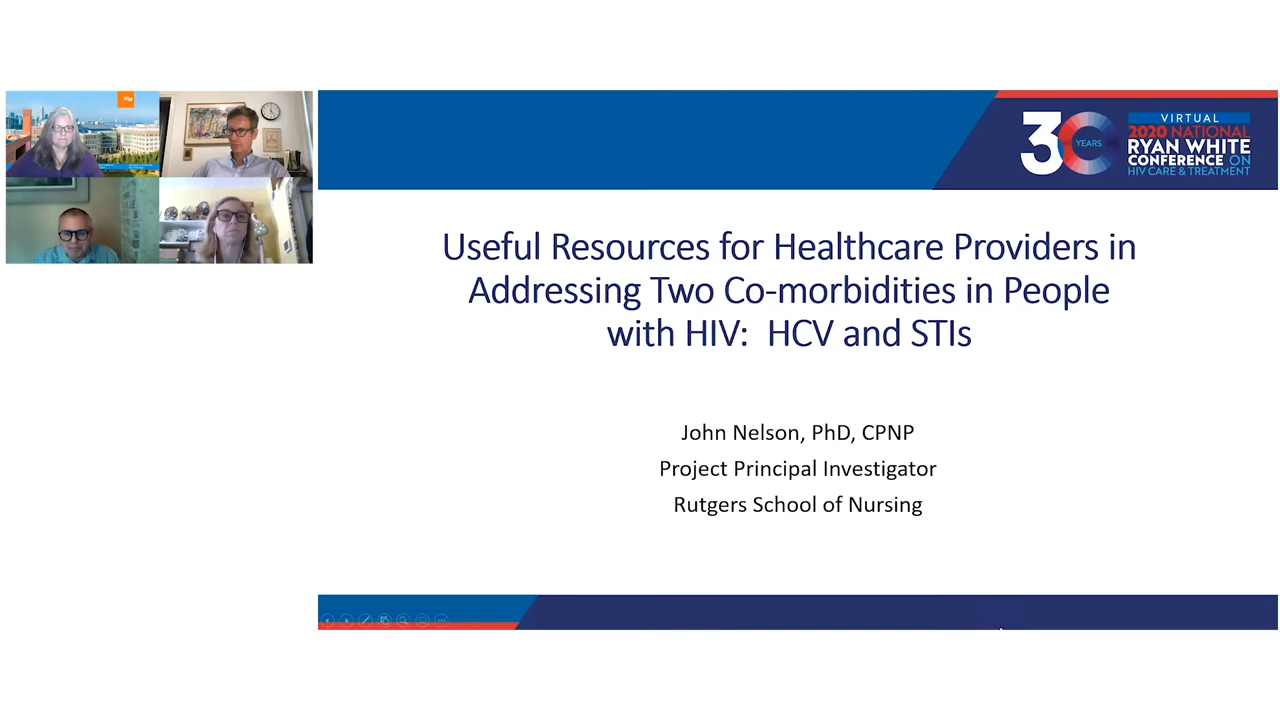 VIRTUAL
30 YEARS
2020 NATIONAL
RYAN WHITE
CONFERENCE ON
HIV CARE & TREATMENT
Useful Resources for Healthcare Providers in
Addressing Two Co-morbidities in People
with HIV:  HCV and STIs
John Nelson, PhD, CPNP
Project Principal Investigator
Rutgers School of Nursing